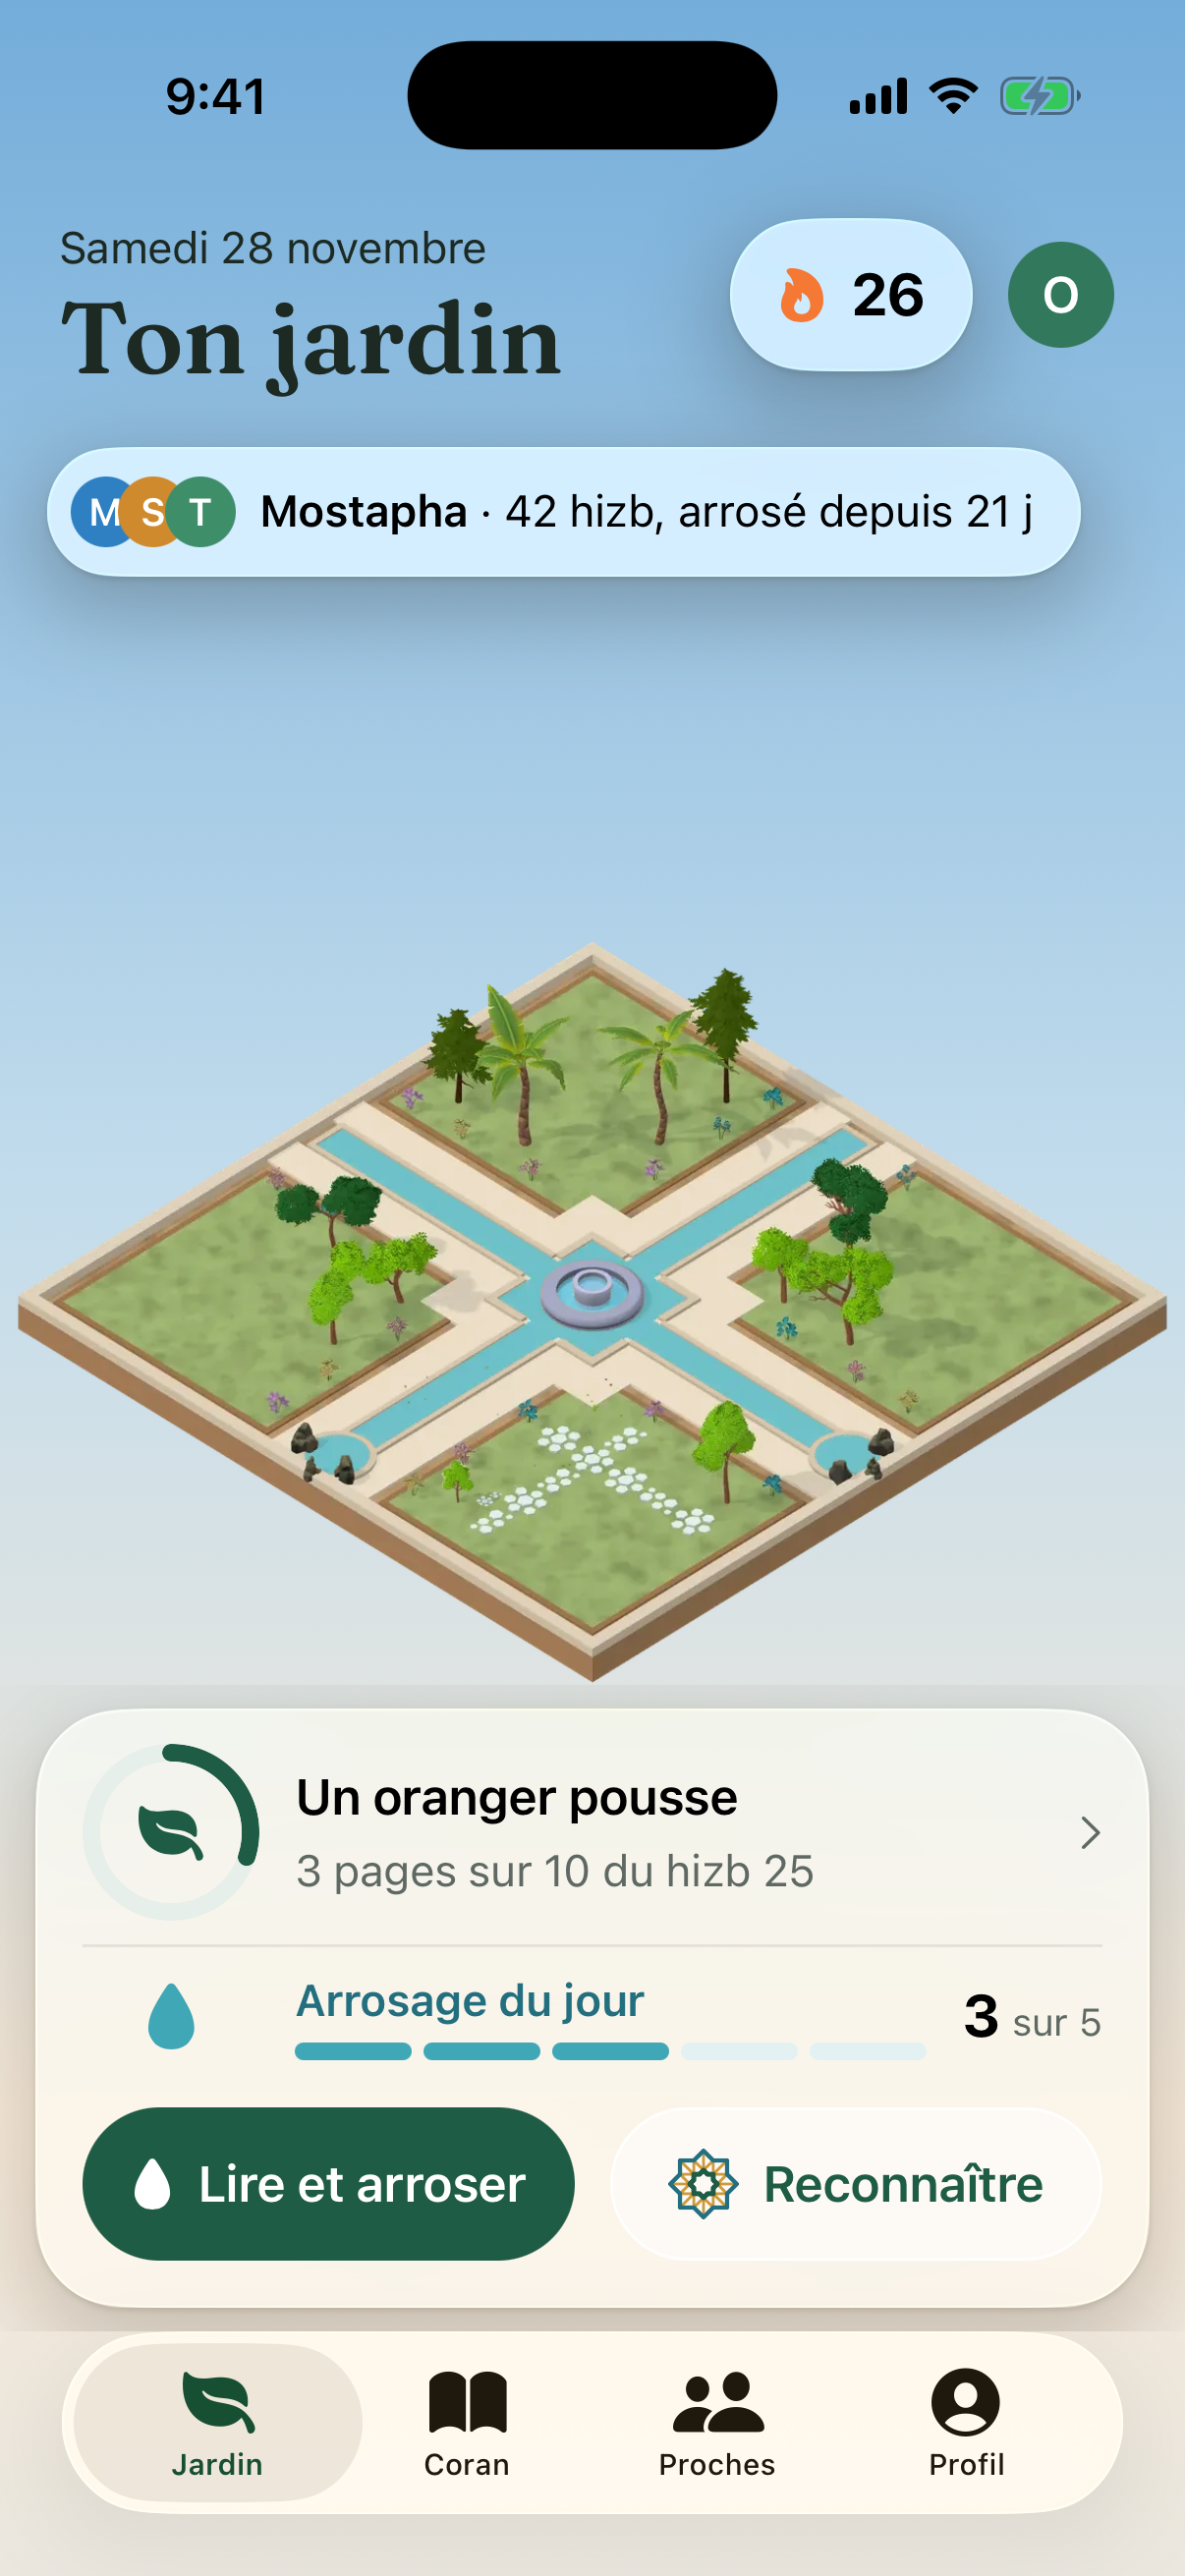 9:41
Samedi 28 novembre
Ton jardin
26
O
M S T Mostapha · 42 hizb, arrosé depuis 21 j
Un oranger pousse
3 pages sur 10 du hizb 25
Arrosage du jour
3 sur 5
Lire et arroser
Reconnaître
Jardin
Coran
Proches
Profil